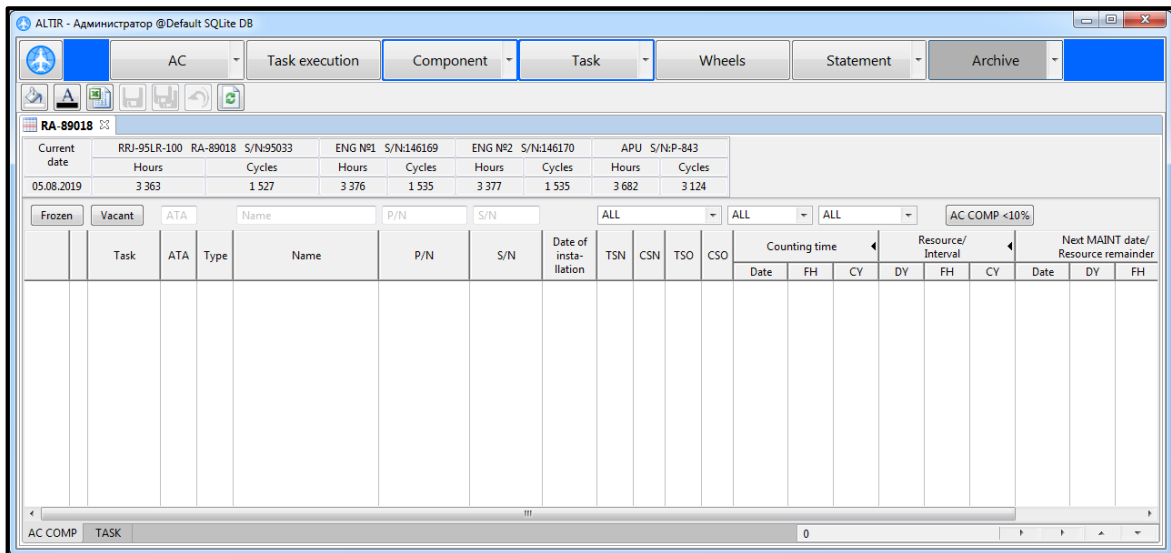 ALTIR - Администратор @Default SQLite DB
AC Task execution Component Task Wheels Statement Archive
A
RA-89018
Current date RRJ-95LR-100 RA-89018 S/N:95033 ENG №1 S/N:146169 ENG №2 S/N:146170 APU S/N:P-843
Hours Cycles Hours Cycles Hours Cycles Hours Cycles
05.08.2019 3 363 1 527 3 376 1 535 3 377 1 535 3 682 3 124
Frozen Vacant ATA Name P/N S/N ALL ALL ALL AC COMP <10%
Task ATA Type Name P/N S/N Date of insta-llation TSN CSN TSO CSO Counting time Resource/ Interval Next MAINT date/ Resource remainder
Date FH CY DY FH CY Date DY FH
AC COMP TASK 0